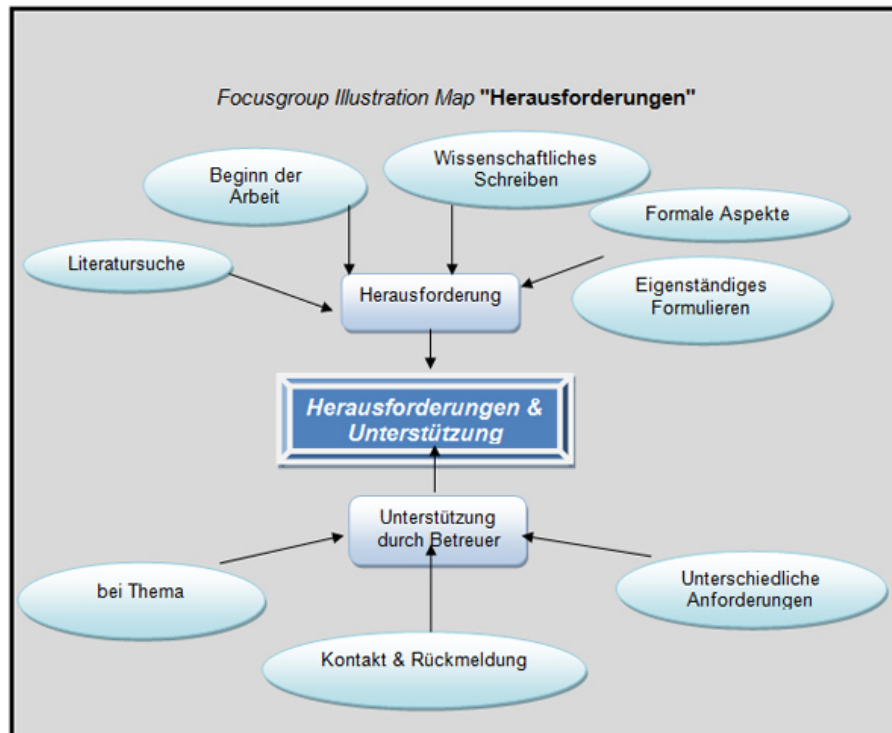 Focusgroup Illustration Map "Herausforderungen"
Beginn der
Arbeit
Wissenschaftliches
Schreiben
Formale Aspekte
Literatursuche
Herausforderung
Eigenständiges
Formulieren
Herausforderungen &
Unterstützung
Unterstützung
durch Betreuer
bei Thema
Unterschiedliche
Anforderungen
Kontakt & Rückmeldung